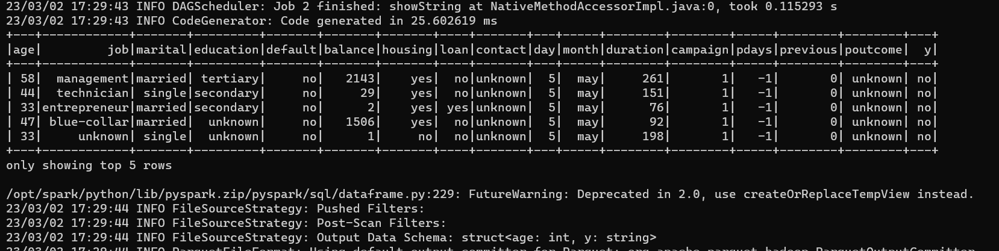 23/03/02 17:29:43 INFO DAGScheduler: Job 2 finished: showString at NativeMethodAccessorImpl.java:0, took 0.115293 s
23/03/02 17:29:43 INFO CodeGenerator: Code generated in 25.602619 ms
+---+------------+-------+---------+-------+-------+-------+----+-------+---+-----+--------+--------+-----+--------+--------+---+
|age|         job|marital|education|default|balance|housing|loan|contact|day|month|duration|campaign|pdays|previous|poutcome|  y|
+---+------------+-------+---------+-------+-------+-------+----+-------+---+-----+--------+--------+-----+--------+--------+---+
| 58|  management|married| tertiary|     no|   2143|    yes|  no|unknown|  5|  may|     261|       1|   -1|       0| unknown| no|
| 44|  technician| single|secondary|     no|     29|    yes|  no|unknown|  5|  may|     151|       1|   -1|       0| unknown| no|
| 33|entrepreneur|married|secondary|     no|      2|    yes| yes|unknown|  5|  may|      76|       1|   -1|       0| unknown| no|
| 47| blue-collar|married|  unknown|     no|   1506|    yes|  no|unknown|  5|  may|      92|       1|   -1|       0| unknown| no|
| 33|     unknown| single|  unknown|     no|      1|     no|  no|unknown|  5|  may|     198|       1|   -1|       0| unknown| no|
+---+------------+-------+---------+-------+-------+-------+----+-------+---+-----+--------+--------+-----+--------+--------+---+
only showing top 5 rows
/opt/spark/python/lib/pyspark.zip/pyspark/sql/dataframe.py:229: FutureWarning: Deprecated in 2.0, use createOrReplaceTempView instead.
23/03/02 17:29:44 INFO FileSourceStrategy: Pushed Filters:
23/03/02 17:29:44 INFO FileSourceStrategy: Post-Scan Filters:
23/03/02 17:29:44 INFO FileSourceStrategy: Output Data Schema: struct<age: int, y: string>
23/03/02 17:29:44 INFO ParquetFileFormat: Using default output committer for Parquet: org.apache.parquet.hadoop.ParquetOutputCommitter